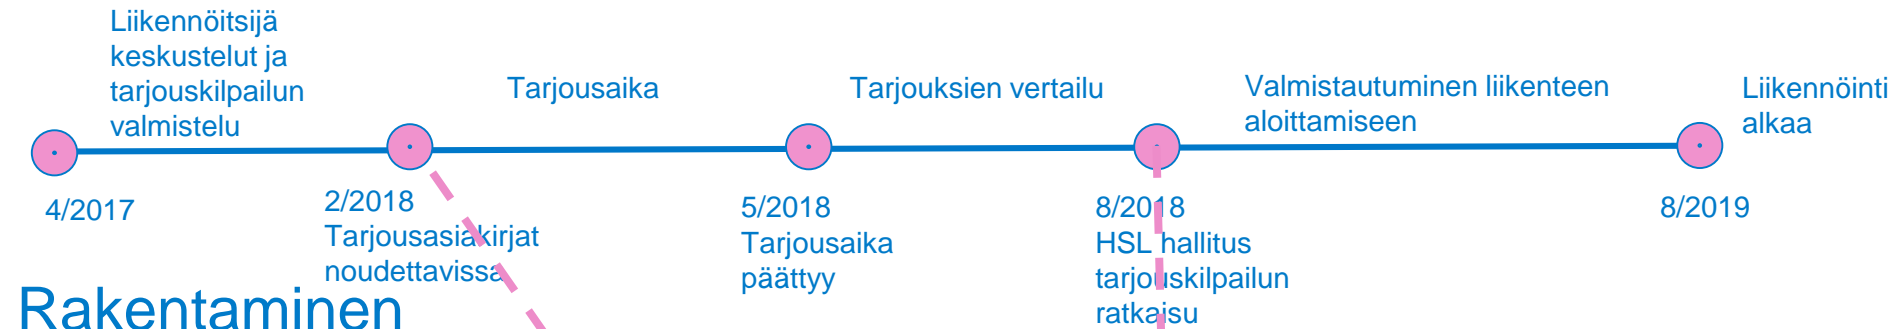 Liikennöitsijä
keskustelut ja
tarjouskilpailun
valmistelu
Tarjousaika
Tarjouksien vertailu
Valmistautuminen liikenteen
aloittamiseen
Liikennöinti
alkaa
4/2017
2/2018
Tarjousasiakirjat
noudettavissa
5/2018
Tarjousaika
päättyy
8/2018
HSL hallitus
tarjouskilpailun
ratkaisu
8/2019
Rakentaminen